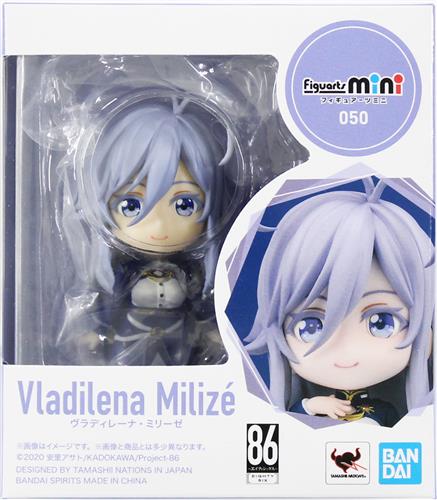 Figuarts mini
フィギュアーツミニ
050
Vladilena Milizé
ヴラディレーナ・ミリーゼ
※画像はイメージです。 ※画像と商品とは多少異なります。
©2020 安里アサト/KADOKAWA/Project-86
DESIGNED BY TAMASHII NATIONS IN JAPAN
BANDAI SPIRITS MADE IN CHINA
86
-エイティシックス-
EIGHTY SIX
TAMASHII NATIONS
BAN
DAI